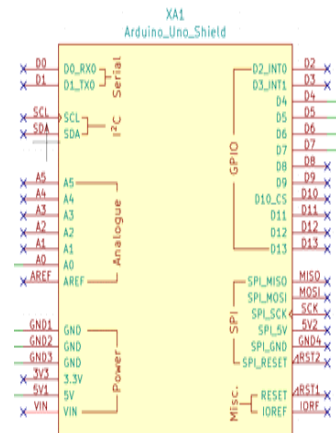 XA1
Arduino_Uno_Shield
D0 D0_RX0 D2_INT0 D2
D1 D1_TX0 D3_INT1 D3
Serial
D4 D4
SCL SCL D5 D5
SDA SDA D6 D6
I²C
D7 D7
GPIO
D8 D8
A5 A5 D9 D9
A4 A4 D10_CS D10
A3 A3 D11 D11
A2 A2 D12 D12
A1 A1 D13 D13
A0 A0
Analogue
AREF AREF SPI_MISO MISO
SPI_MOSI MOSI
SPI_SCK SCK
SPI
GND1 GND SPI_5V 5V2
GND2 GND SPI_GND GND4
GND3 GND SPI_RESET RST2
3V3 3.3V
Power
5V1 5V RESET RST1
VIN VIN IOREF IORF
Misc.